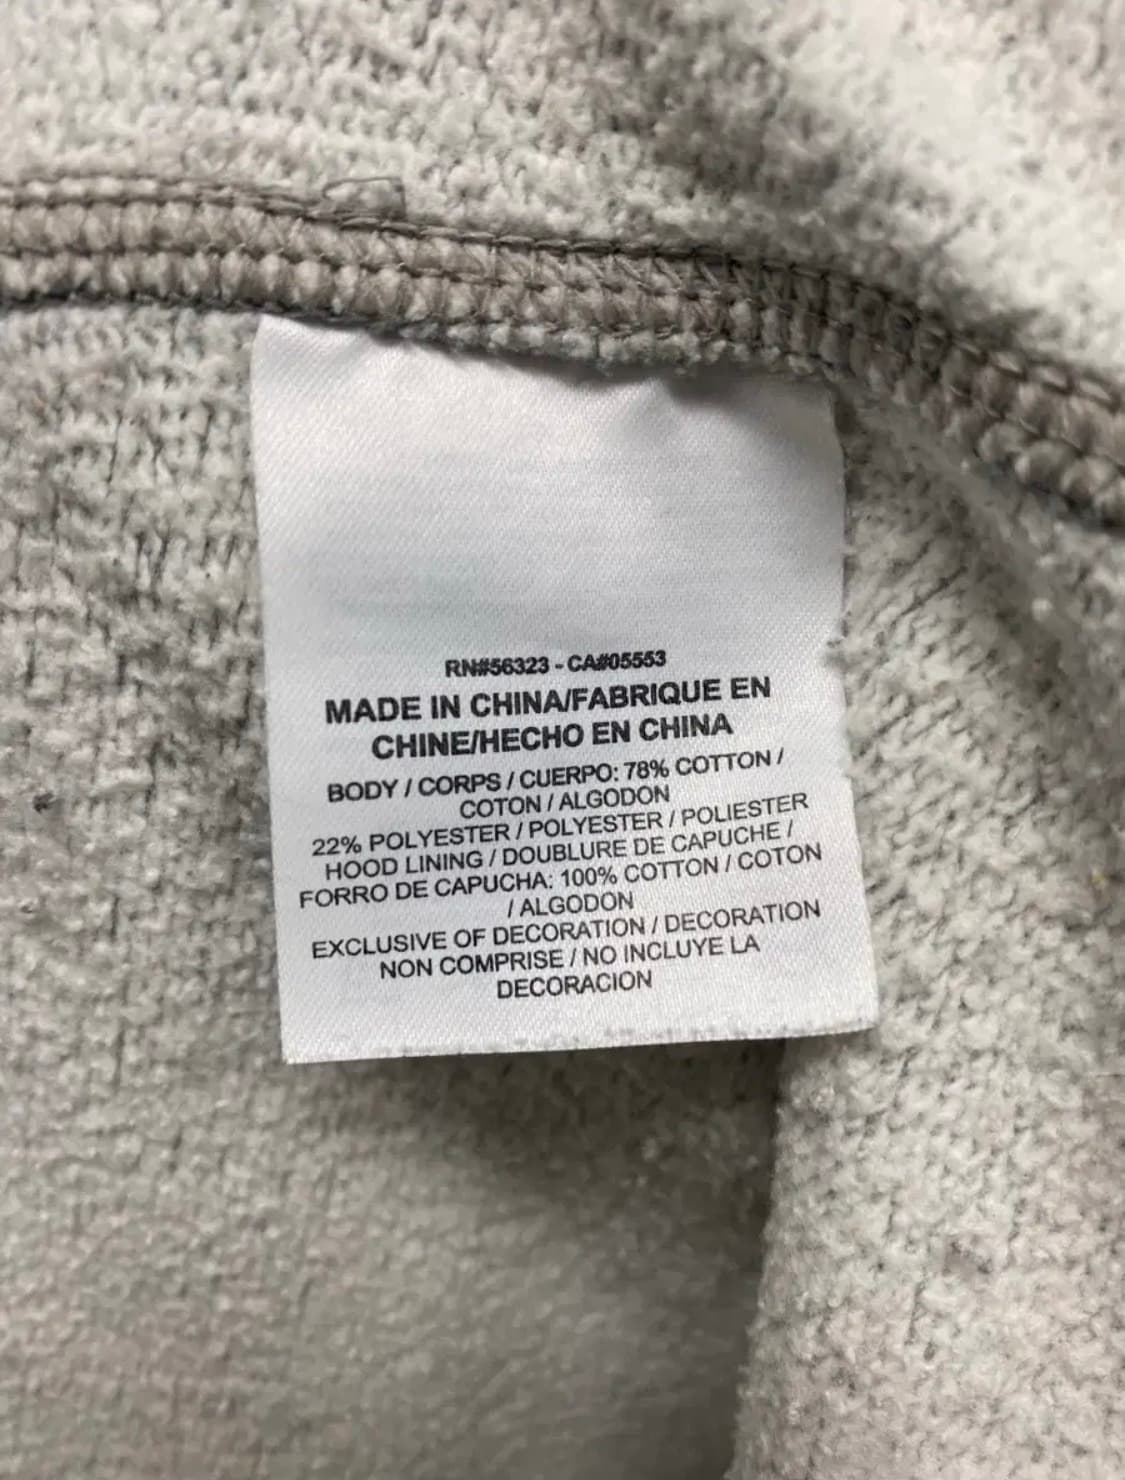 RN#56323 - CA#05553
MADE IN CHINA/FABRIQUE EN
CHINE/HECHO EN CHINA
BODY / CORPS / CUERPO: 78% COTTON /
COTON / ALGODON
22% POLYESTER / POLYESTER / POLIESTER
HOOD LINING / DOUBLURE DE CAPUCHE /
FORRO DE CAPUCHA: 100% COTTON / COTON
/ ALGODON
EXCLUSIVE OF DECORATION / DECORATION
NON COMPRISE / NO INCLUYE LA
DECORACION